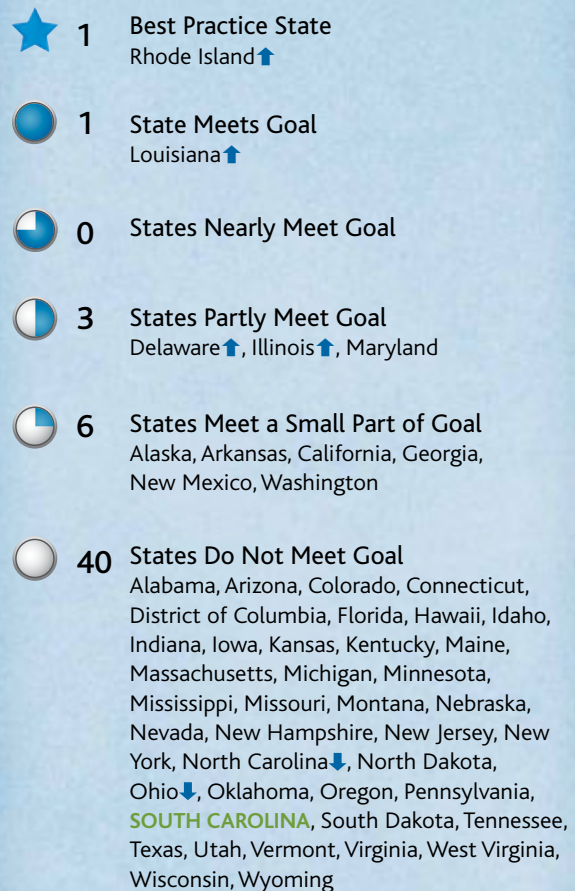 1 Best Practice State
Rhode Island⬆
1 State Meets Goal
Louisiana⬆
0 States Nearly Meet Goal
3 States Partly Meet Goal
Delaware⬆, Illinois⬆, Maryland
6 States Meet a Small Part of Goal
Alaska, Arkansas, California, Georgia,
New Mexico, Washington
40 States Do Not Meet Goal
Alabama, Arizona, Colorado, Connecticut,
District of Columbia, Florida, Hawaii, Idaho,
Indiana, Iowa, Kansas, Kentucky, Maine,
Massachusetts, Michigan, Minnesota,
Mississippi, Missouri, Montana, Nebraska,
Nevada, New Hampshire, New Jersey, New
York, North Carolina⬇, North Dakota,
Ohio⬇, Oklahoma, Oregon, Pennsylvania,
SOUTH CAROLINA, South Dakota, Tennessee,
Texas, Utah, Vermont, Virginia, West Virginia,
Wisconsin, Wyoming